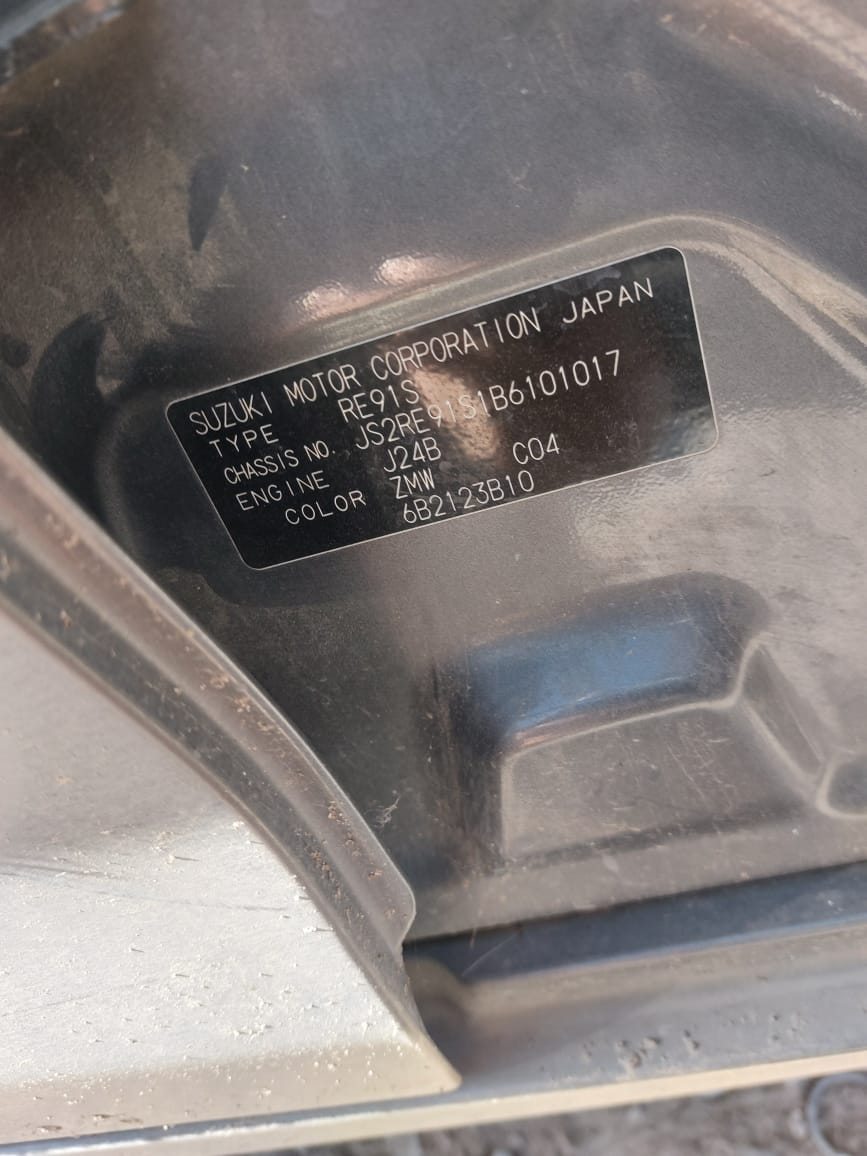 SUZUKI MOTOR CORPORATION JAPAN
TYPE RE91S
CHASSIS NO. JS2RE91S1B6101017
ENGINE J24B
COLOR ZMW C04
6B2123B10